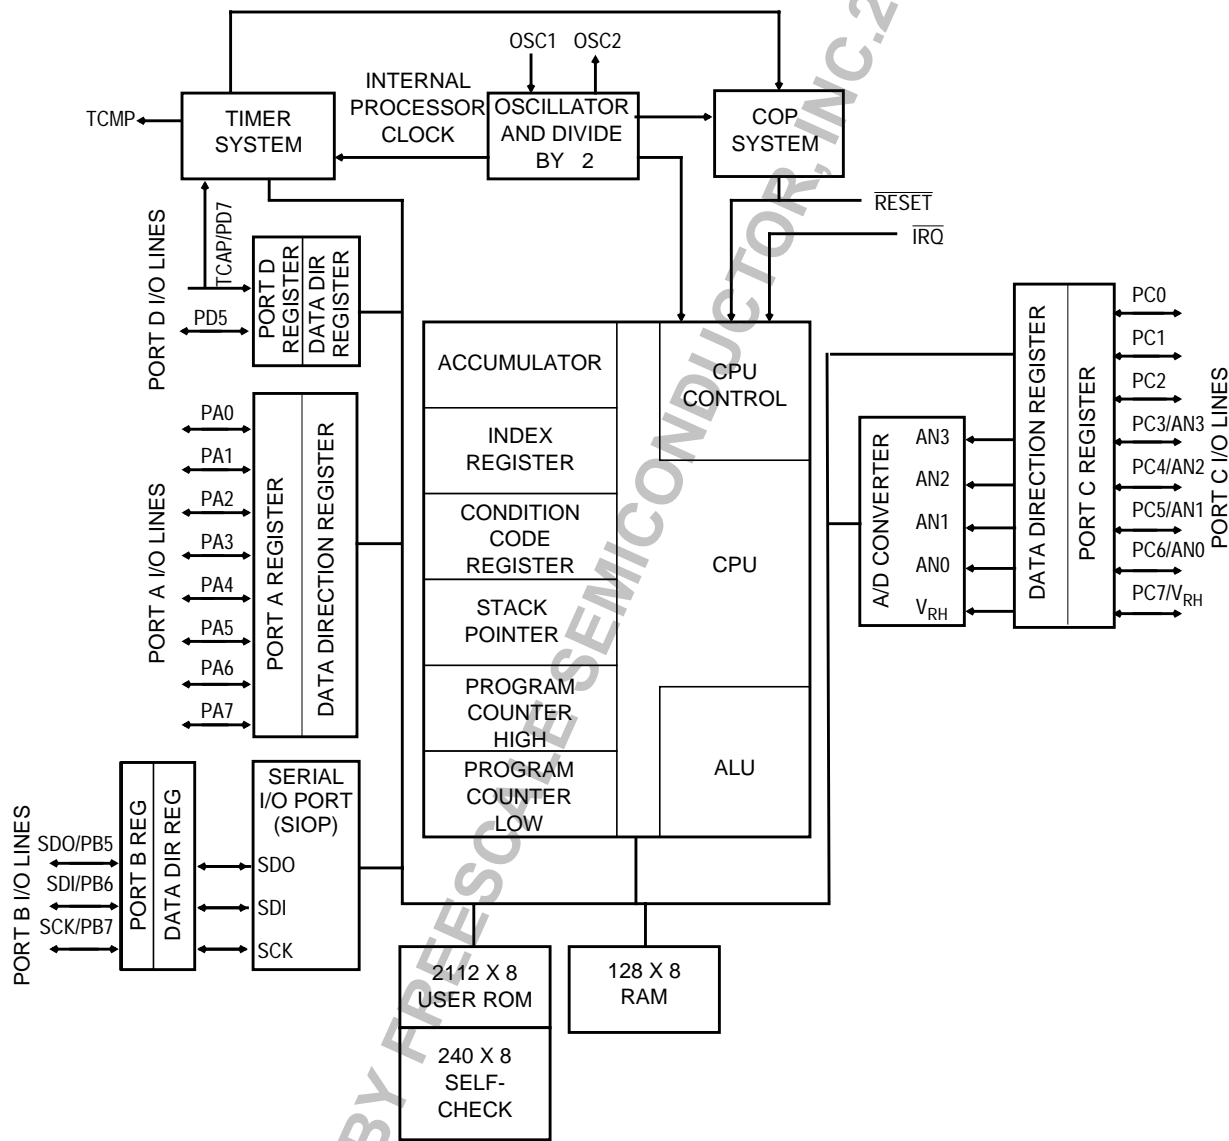 OSC1
OSC2
INTERNAL
PROCESSOR
CLOCK
TCMP
TIMER
SYSTEM
OSCILLATOR
AND DIVIDE
BY 2
COP
SYSTEM
RESET
IRQ
PORT D I/O LINES
TCAP/PD7
PD5
PORT D
REGISTER
DATA DIR
REGISTER
PORT A I/O LINES
PA0
PA1
PA2
PA3
PA4
PA5
PA6
PA7
PORT A REGISTER
DATA DIRECTION REGISTER
PORT B I/O LINES
SDO/PB5
SDI/PB6
SCK/PB7
PORT B REG
DATA DIR REG
SERIAL
I/O PORT
(SIOP)
SDO
SDI
SCK
ACCUMULATOR
INDEX
REGISTER
CONDITION
CODE
REGISTER
STACK
POINTER
PROGRAM
COUNTER
HIGH
PROGRAM
COUNTER
LOW
CPU
CONTROL
CPU
ALU
2112 X 8
USER ROM
240 X 8
SELF-
CHECK
128 X 8
RAM
A/D CONVERTER
AN3
AN2
AN1
AN0
VRH
DATA DIRECTION REGISTER
PORT C REGISTER
PC0
PC1
PC2
PC3/AN3
PC4/AN2
PC5/AN1
PC6/AN0
PC7/VRH
PORT C I/O LINES
BY FREESCALE SEMICONDUCTOR, INC.2